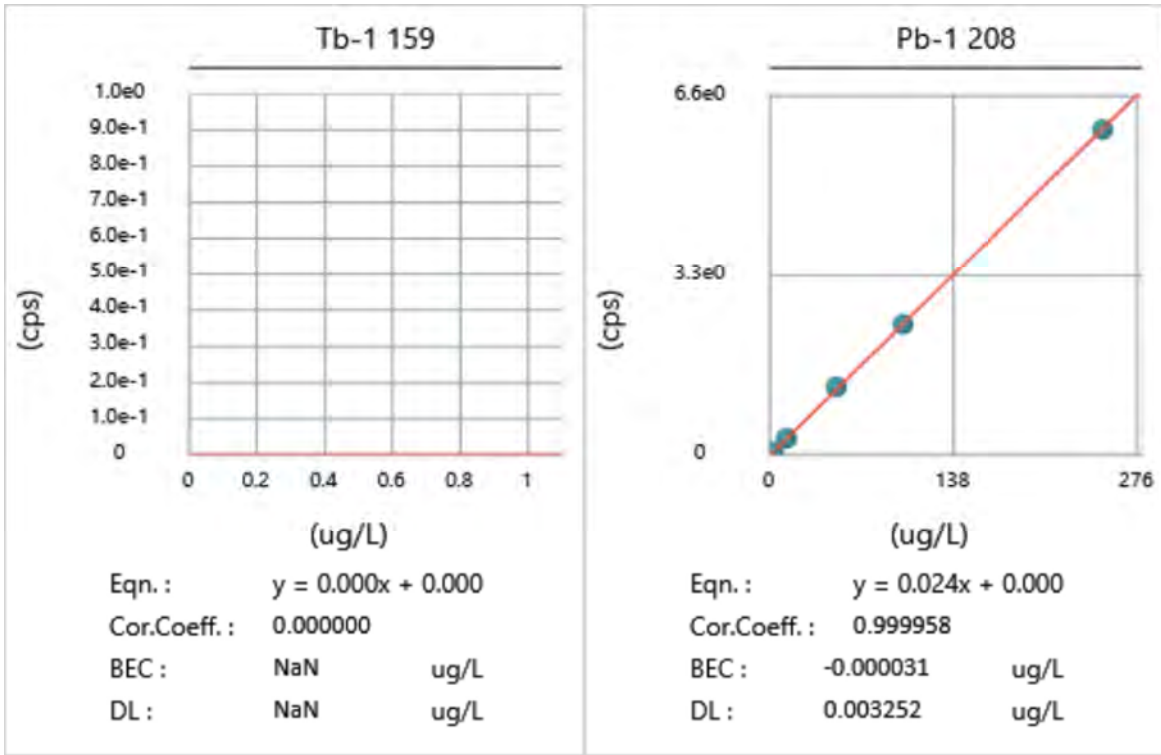 Tb-1 159
1.0e0
9.0e-1
8.0e-1
7.0e-1
6.0e-1
5.0e-1
4.0e-1
3.0e-1
2.0e-1
1.0e-1
0
(cps)
0 0.2 0.4 0.6 0.8 1
(ug/L)
Eqn. : y = 0.000x + 0.000
Cor.Coeff. : 0.000000
BEC : NaN ug/L
DL : NaN ug/L
Pb-1 208
6.6e0
3.3e0
0
(cps)
0 138 276
(ug/L)
Eqn. : y = 0.024x + 0.000
Cor.Coeff. : 0.999958
BEC : -0.000031 ug/L
DL : 0.003252 ug/L